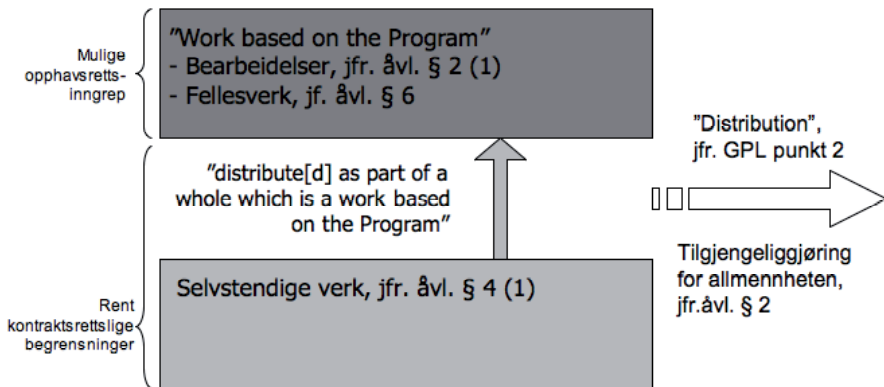 Mulige
opphavsretts-
inngrep
”Work based on the Program”
- Bearbeidelser, jfr. åvl. § 2 (1)
- Fellesverk, jf. åvl. § 6
”distribute[d] as part of a
whole which is a work based
on the Program”
”Distribution”,
jfr. GPL punkt 2
Tilgjengeliggjøring
for allmennheten,
jfr.åvl. § 2
Rent
kontraktsrettslige
begrensninger
Selvstendige verk, jfr. åvl. § 4 (1)